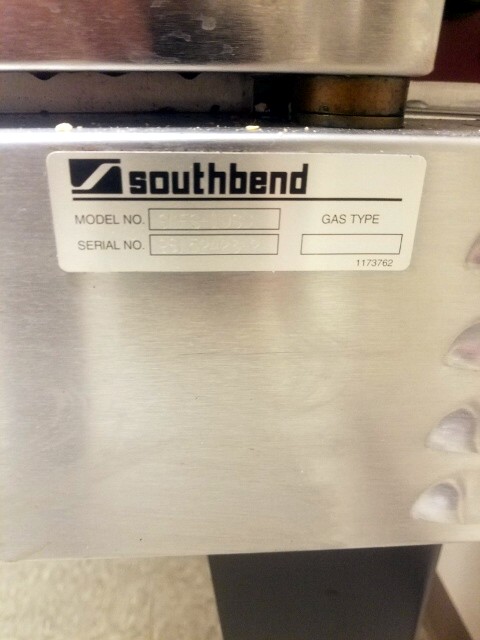 southbend
MODEL NO.
GAS TYPE
SERIAL NO.
1173762